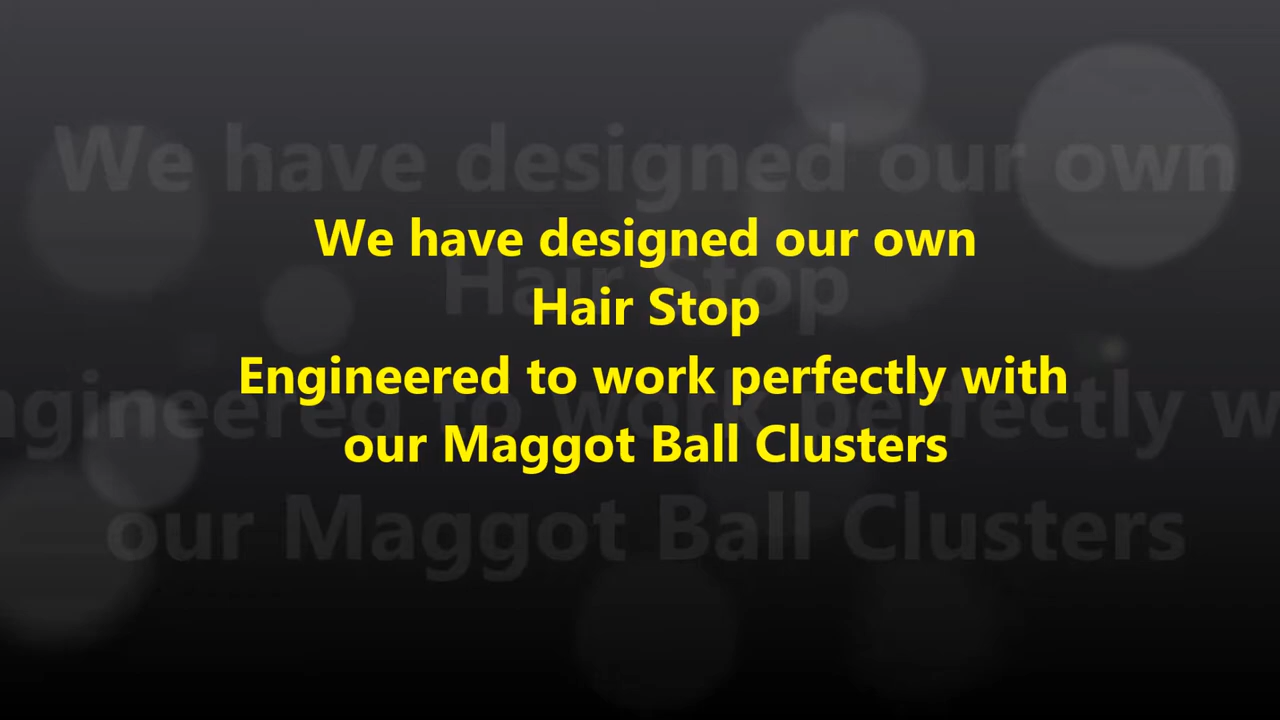 We have designed our own
Hair Stop
Engineered to work perfectly with
our Maggot Ball Clusters